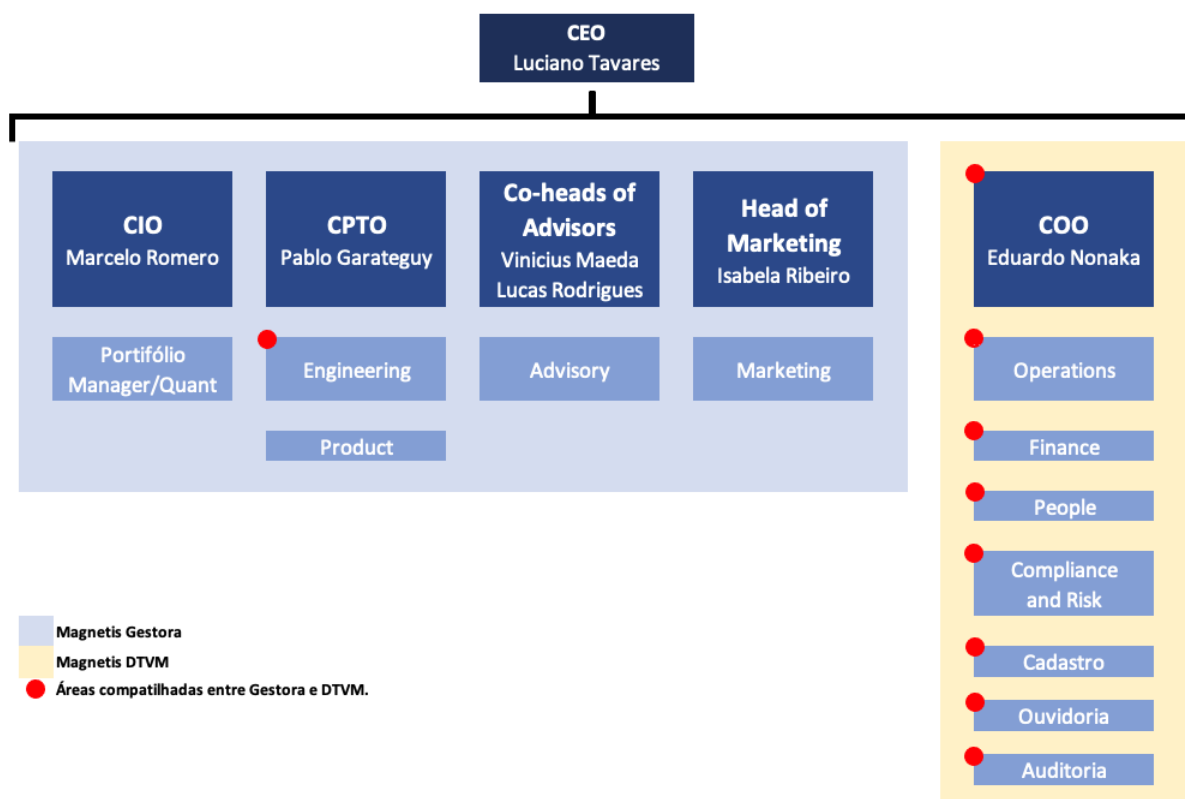 CEO
Luciano Tavares
CIO
Marcelo Romero
CPTO
Pablo Garateguy
Co-heads of
Advisors
Vinicius Maeda
Lucas Rodrigues
Head of
Marketing
Isabela Ribeiro
COO
Eduardo Nonaka
Portifólio
Manager/Quant
Engineering
Advisory
Marketing
Operations
Product
Finance
People
Compliance
and Risk
Cadastro
Ouvidoria
Auditoria
Magnetis Gestora
Magnetis DTVM
Áreas compatilhadas entre Gestora e DTVM.